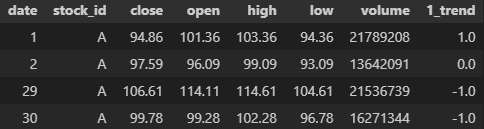 date stock_id close open high low volume 1_trend
1 A 94.86 101.36 103.36 94.36 21789208 1.0
2 A 97.59 96.09 99.09 93.09 13642091 0.0
29 A 106.61 114.11 114.61 104.61 21536739 -1.0
30 A 99.78 99.28 102.28 96.78 16271344 -1.0